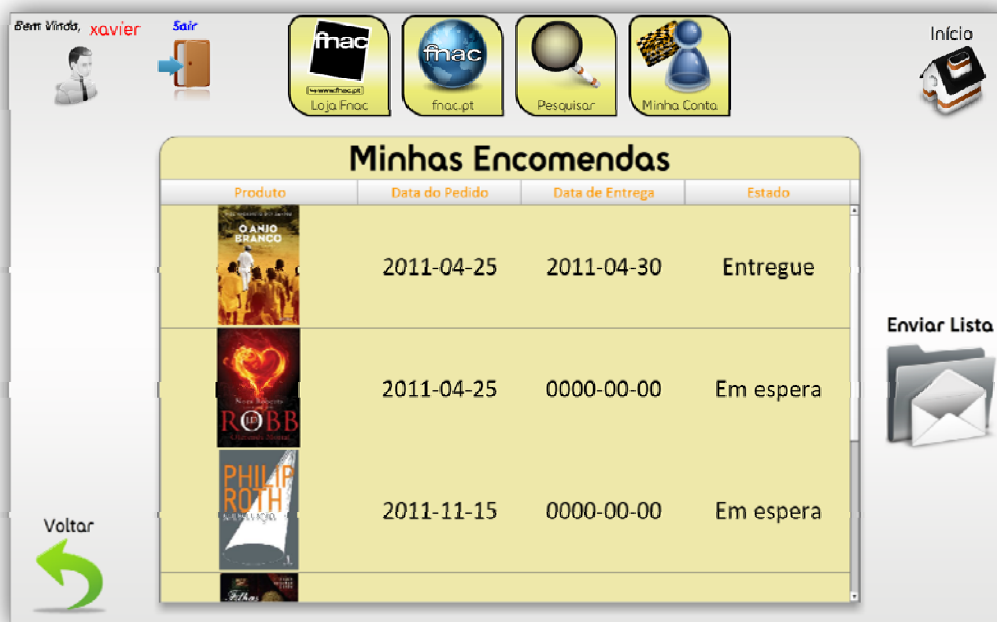 Bem Vindo, xavier
Sair
fnac
www.fnac.pt
Loja Fnac
fnac
fnac.pt
Pesquisar
Minha Conta
Início
Minhas Encomendas
Produto Data do Pedido Data de Entrega Estado
O ANJO
BRANCO
2011-04-25 2011-04-30 Entregue
Nora Roberts
J.D.
ROBB
2011-04-25 0000-00-00 Em espera
PHILIP
ROTH
2011-11-15 0000-00-00 Em espera
Filhos
Enviar Lista
Voltar